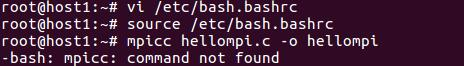 root@host1:~# vi /etc/bash.bashrc
root@host1:~# source /etc/bash.bashrc
root@host1:~# mpicc hellompi.c -o hellompi
-bash: mpicc: command not found